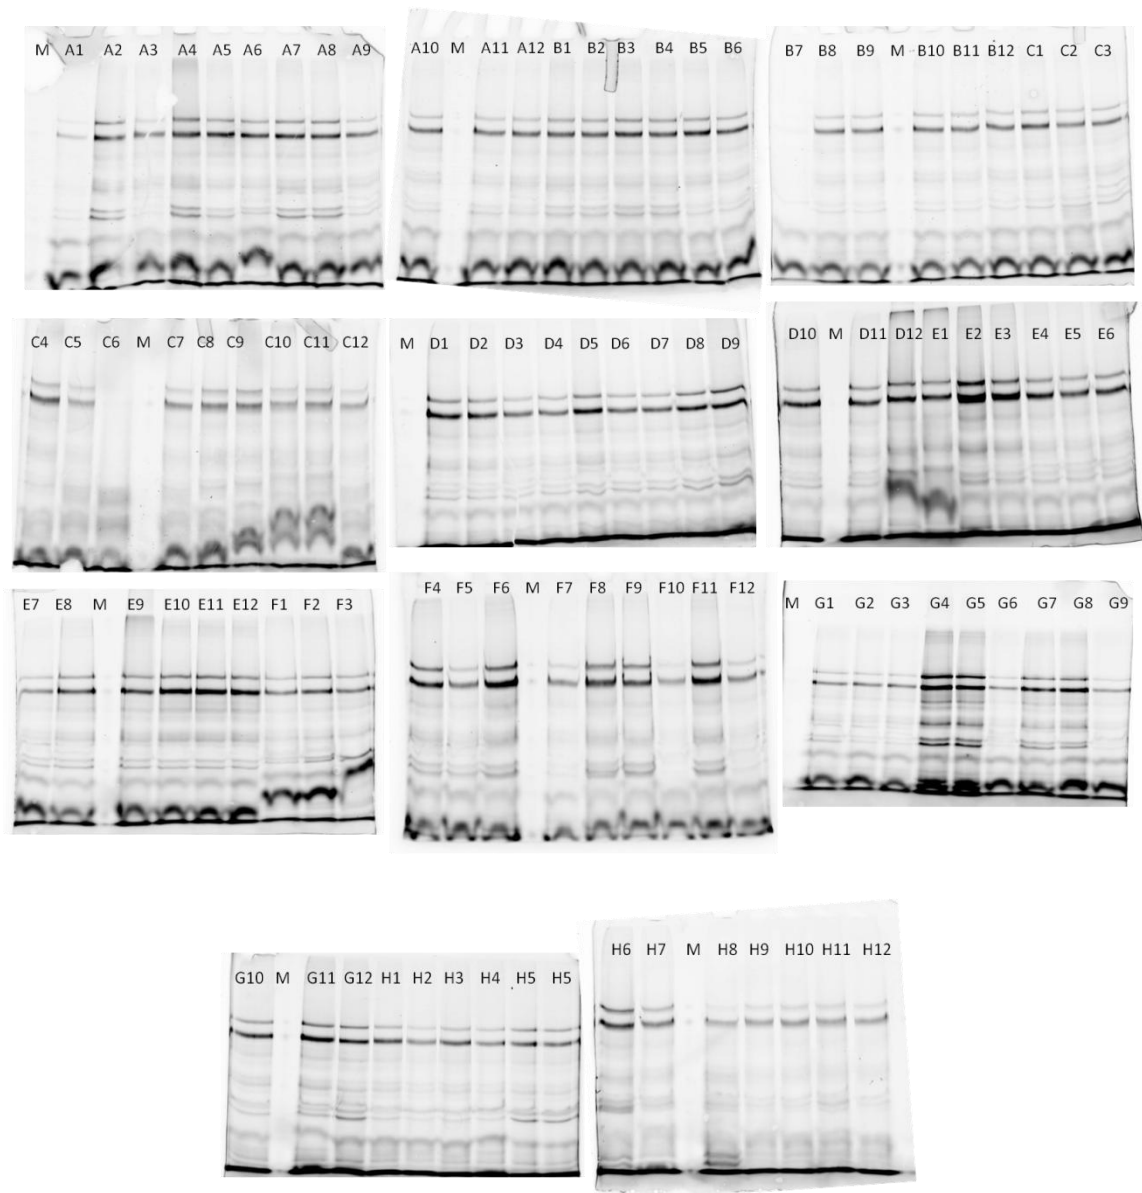 M A1 A2 A3 A4 A5 A6 A7 A8 A9
A10 M A11 A12 B1 B2 B3 B4 B5 B6
B7 B8 B9 M B10 B11 B12 C1 C2 C3
C4 C5 C6 M C7 C8 C9 C10 C11 C12
M D1 D2 D3 D4 D5 D6 D7 D8 D9
D10 M D11 D12 E1 E2 E3 E4 E5 E6
E7 E8 M E9 E10 E11 E12 F1 F2 F3
F4 F5 F6 M F7 F8 F9 F10 F11 F12
M G1 G2 G3 G4 G5 G6 G7 G8 G9
G10 M G11 G12 H1 H2 H3 H4 H5 H5
H6 H7 M H8 H9 H10 H11 H12